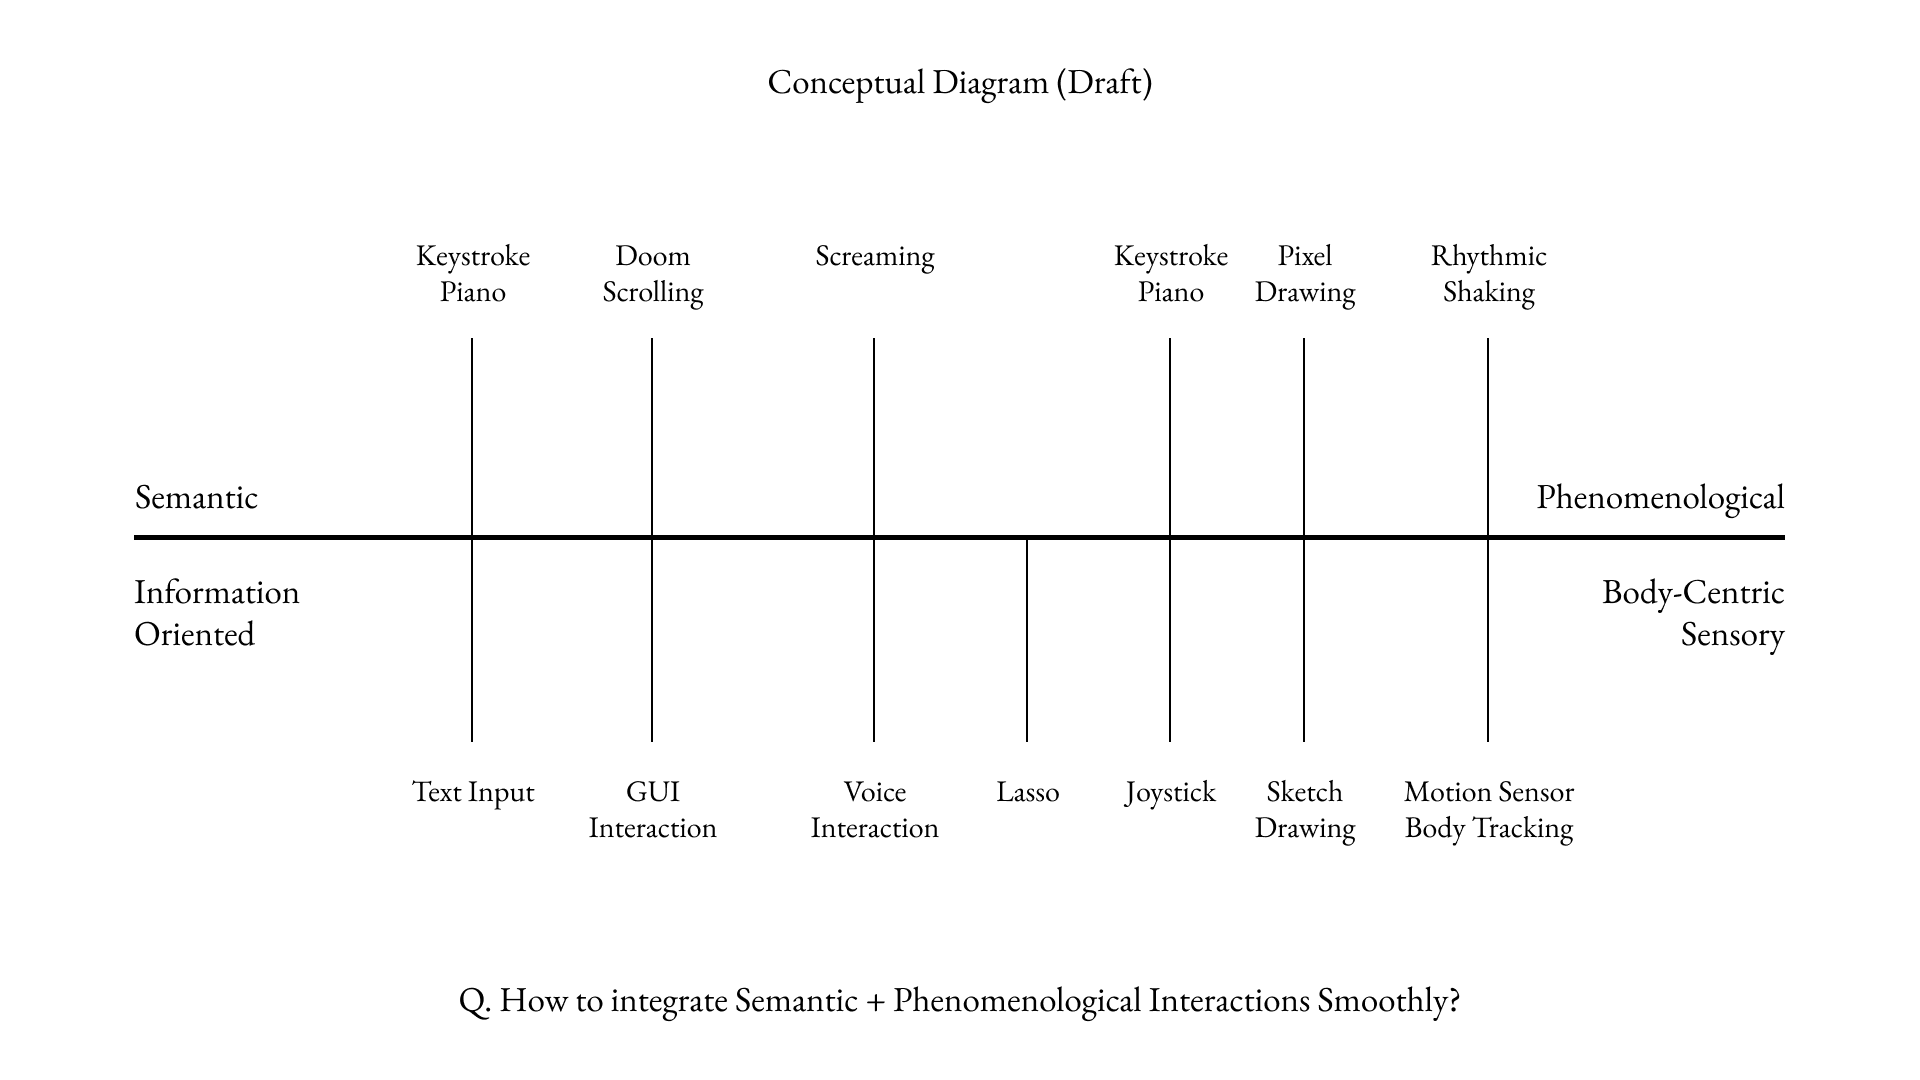 Conceptual Diagram (Draft)
Keystroke
Piano
Doom
Scrolling
Screaming
Keystroke
Piano
Pixel
Drawing
Rhythmic
Shaking
Semantic
Phenomenological
Information
Oriented
Body-Centric
Sensory
Text Input
GUI
Interaction
Voice
Interaction
Lasso
Joystick
Sketch
Drawing
Motion Sensor
Body Tracking
Q. How to integrate Semantic + Phenomenological Interactions Smoothly?